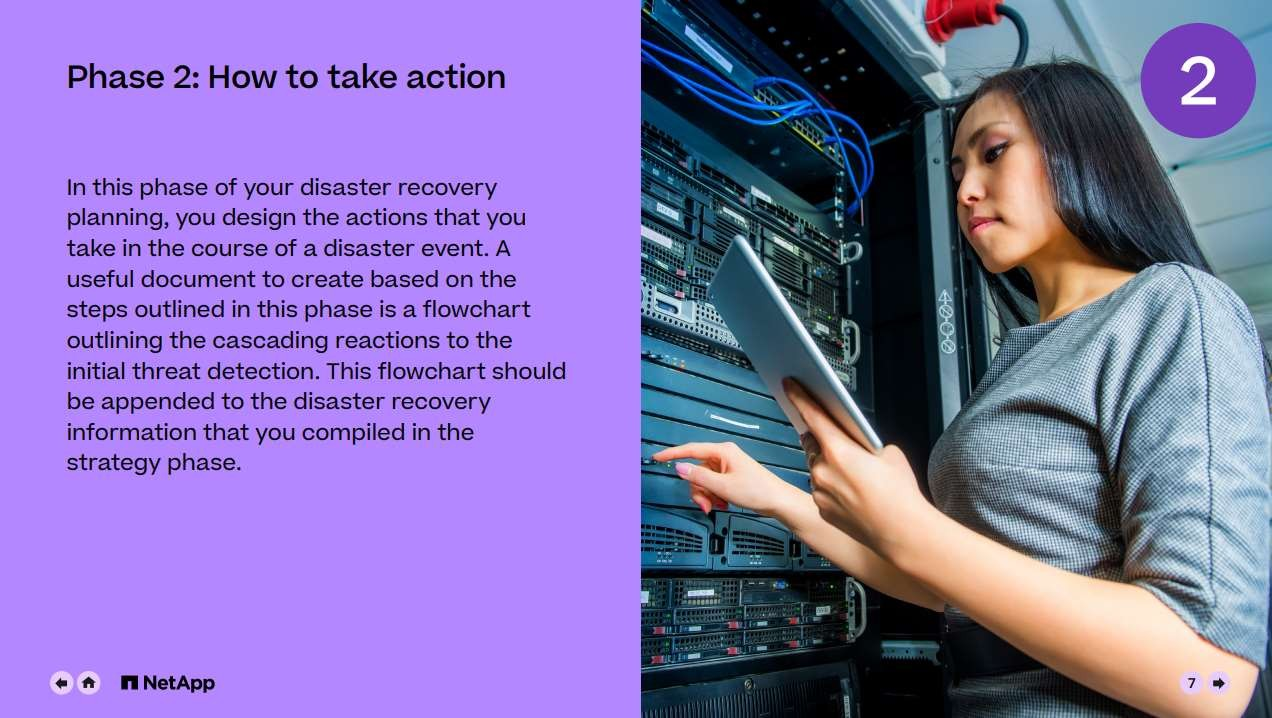 Phase 2: How to take action
2
In this phase of your disaster recovery
planning, you design the actions that you
take in the course of a disaster event. A
useful document to create based on the
steps outlined in this phase is a flowchart
outlining the cascading reactions to the
initial threat detection. This flowchart should
be appended to the disaster recovery
information that you compiled in the
strategy phase.
NetApp
7